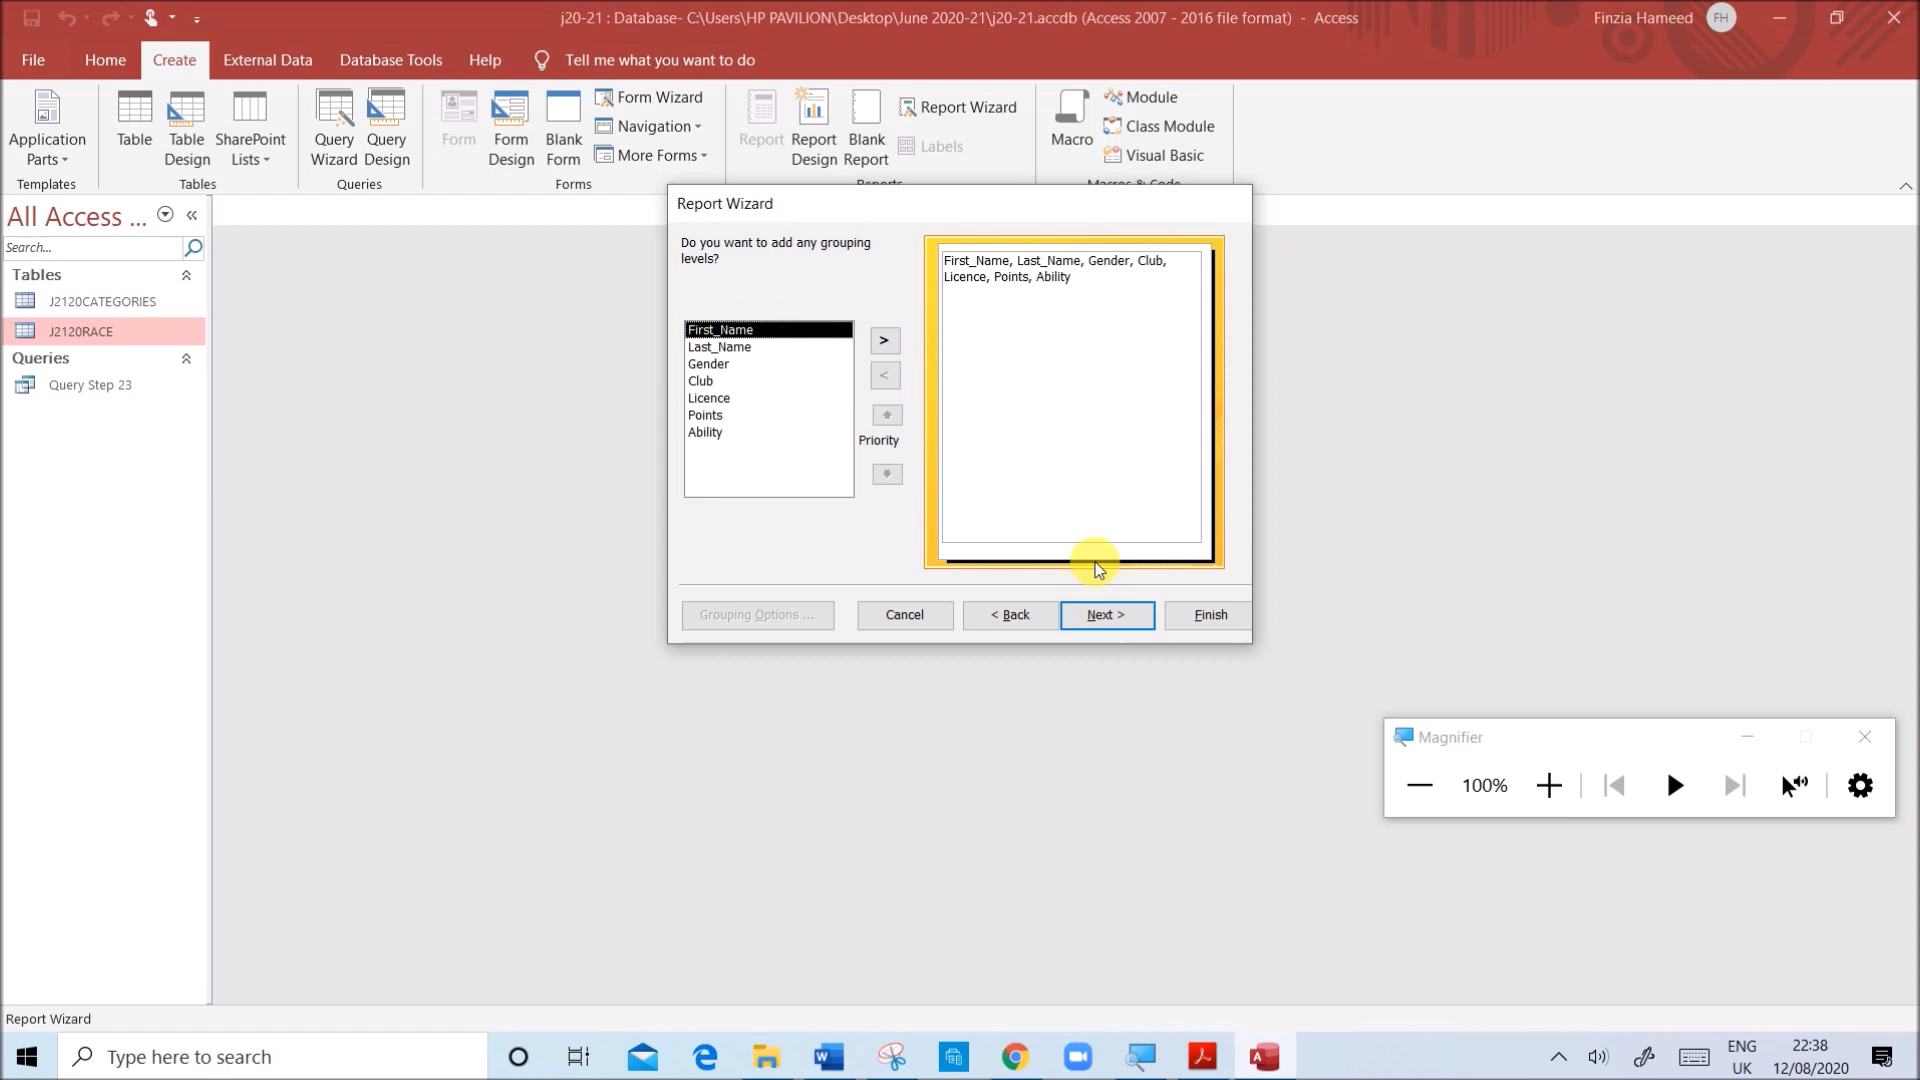 j20-21 : Database- C:\Users\HP PAVILION\Desktop\June 2020-21\j20-21.accdb (Access 2007 - 2016 file format) - Access
Finzia Hameed FH
File Home Create External Data Database Tools Help Tell me what you want to do
Application Parts
Table
Table Design
SharePoint Lists
Query Wizard
Query Design
Form
Form Design
Blank Form
Form Wizard
Navigation
More Forms
Report
Report Design
Blank Report
Report Wizard
Labels
Macro
Module
Class Module
Visual Basic
Templates Tables Queries Forms Reports Macros & Code
All Access ...
Search...
Tables
J2120CATEGORIES
J2120RACE
Queries
Query Step 23
Report Wizard
Do you want to add any grouping
levels?
First_Name
Last_Name
Gender
Club
Licence
Points
Ability
>
<
Priority
First_Name, Last_Name, Gender, Club,
Licence, Points, Ability
Grouping Options ... Cancel < Back Next > Finish
Magnifier
100%
Report Wizard
Type here to search
ENG
UK
22:38
12/08/2020